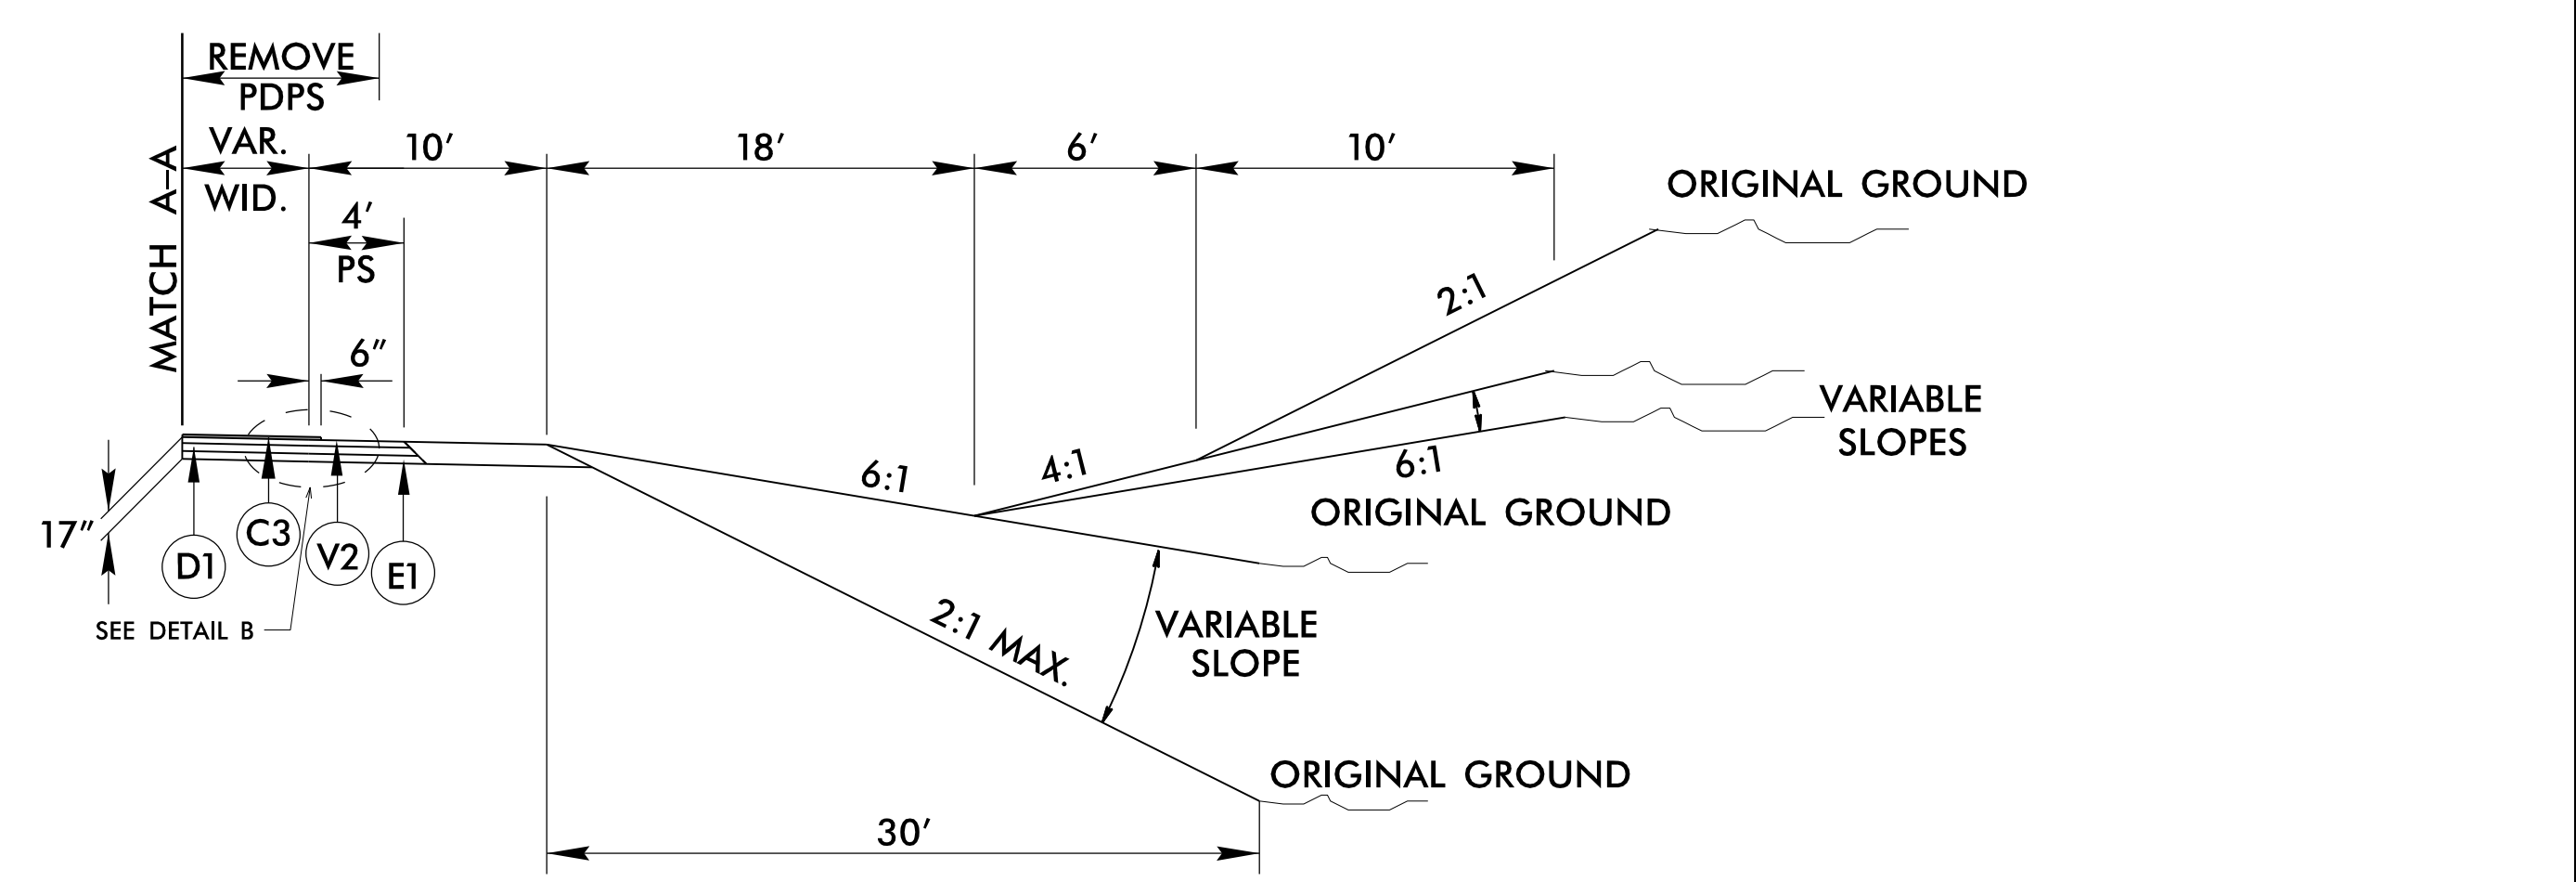 REMOVE
PDPS
VAR.
WID.
10′
18′
6′
10′
MATCH A–A
4′
PS
6″
ORIGINAL GROUND
2:1
VARIABLE
SLOPES
6:1
4:1
6:1
ORIGINAL GROUND
17″
D1
C3
V2
E1
SEE DETAIL B
2:1 MAX.
VARIABLE
SLOPE
ORIGINAL GROUND
30′